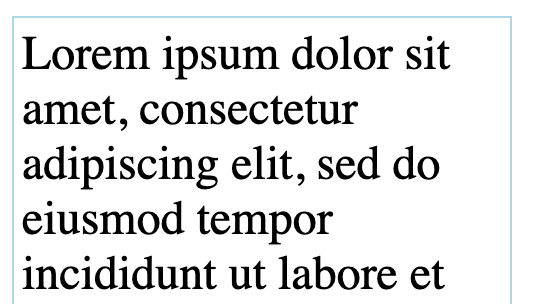 Lorem ipsum dolor sit
amet, consectetur
adipiscing elit, sed do
eiusmod tempor
incididunt ut labore et